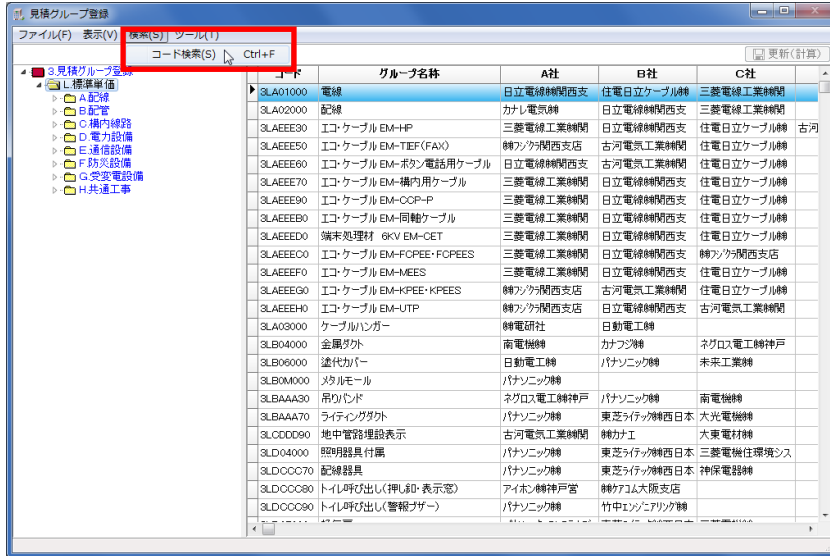 見積グループ登録
ファイル(F) 表示(V) 検索(S) ツール(T)
コード検索(S) Ctrl+F
更新(計算)
3.見積グループ登録
L.標準単価
A.配線
B.配管
C.構内線路
D.電力設備
E.通信設備
F.防災設備
G.受変電設備
H.共通工事
コード グループ名称 A社 B社 C社
3LA01000 電線 日立電線㈱関西支 住電日立ケーブル㈱ 三菱電線工業㈱関
3LA02000 配線 カナレ電気㈱ 日立電線㈱関西支 三菱電線工業㈱関
3LAEEE30 エコ・ケーブル EM-HP 三菱電線工業㈱関 日立電線㈱関西支 住電日立ケーブル㈱ 古河
3LAEEE50 エコ・ケーブル EM-TIEF(FAX) ㈱フジクラ関西支店 古河電気工業㈱関 住電日立ケーブル㈱
3LAEEE60 エコ・ケーブル EM-ボタン電話用ケーブル 日立電線㈱関西支 古河電気工業㈱関 住電日立ケーブル㈱
3LAEEE70 エコ・ケーブル EM-構内用ケーブル 三菱電線工業㈱関 日立電線㈱関西支 住電日立ケーブル㈱
3LAEEE90 エコ・ケーブル EM-CCP-P 三菱電線工業㈱関 日立電線㈱関西支 住電日立ケーブル㈱
3LAEEEB0 エコ・ケーブル EM-同軸ケーブル 三菱電線工業㈱関 日立電線㈱関西支 住電日立ケーブル㈱
3LAEEED0 端末処理材 6KV EM-CET 三菱電線工業㈱関 日立電線㈱関西支 住電日立ケーブル㈱
3LAEEEC0 エコ・ケーブル EM-FCPEE・FCPEES 三菱電線工業㈱関 日立電線㈱関西支 ㈱フジクラ関西支店
3LAEEEF0 エコ・ケーブル EM-MEES 三菱電線工業㈱関 日立電線㈱関西支 住電日立ケーブル㈱
3LAEEEG0 エコ・ケーブル EM-KPEE・KPEES ㈱フジクラ関西支店 古河電気工業㈱関 住電日立ケーブル㈱
3LAEEEH0 エコ・ケーブル EM-UTP ㈱フジクラ関西支店 日立電線㈱関西支 古河電気工業㈱関
3LA03000 ケーブルハンガー ㈱電研社 日動電工㈱
3LB04000 金属ダクト 南電機㈱ カナフジ㈱ ネグロス電工㈱神戸
3LB06000 塗代カバー 日動電工㈱ パナソニック㈱ 未来工業㈱
3LB0M000 メタルモール パナソニック㈱
3LBAAA30 吊りバンド ネグロス電工㈱神戸 パナソニック㈱ 南電機㈱
3LBAAA70 ライティングダクト パナソニック㈱ 東芝ライテック㈱西日本 大光電機㈱
3LCDDD90 地中管路埋設表示 古河電気工業㈱関 ㈱カナエ 大東電材㈱
3LD04000 照明器具付属 パナソニック㈱ 東芝ライテック㈱西日本 三菱電機住環境シス
3LDCCC70 配線器具 パナソニック㈱ 東芝ライテック㈱西日本 神保電器㈱
3LDCCC80 トイレ呼び出し(押し釦・表示窓) アイホン㈱神戸営 ㈱ケアコム大阪支店
3LDCCC90 トイレ呼び出し(警報ブザー) パナソニック㈱ 竹中エンジニアリング㈱